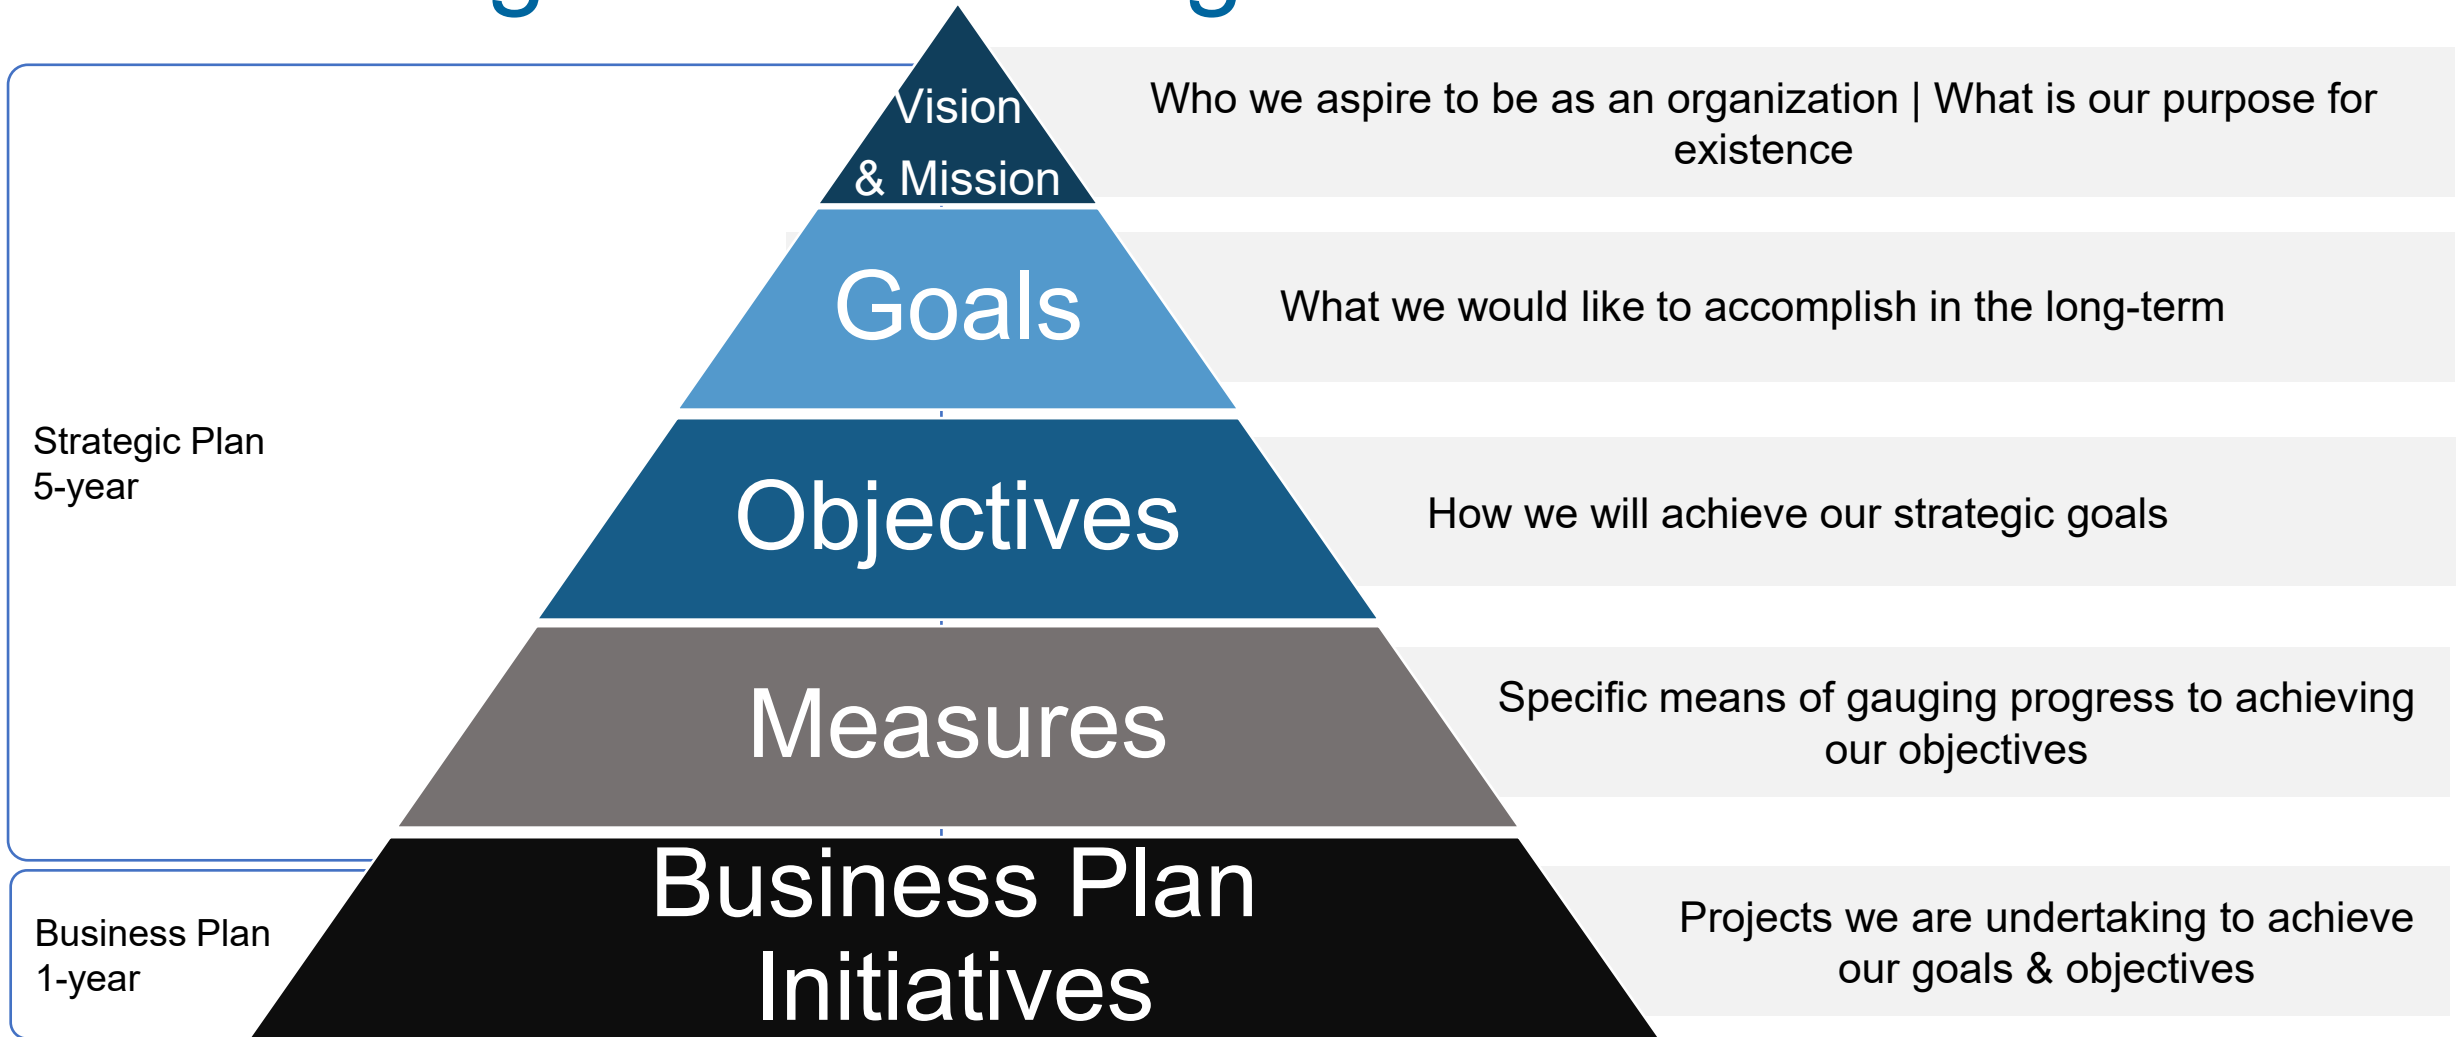 Vision
& Mission
Who we aspire to be as an organization | What is our purpose for
existence
Goals
What we would like to accomplish in the long-term
Strategic Plan
5-year
Objectives
How we will achieve our strategic goals
Measures
Specific means of gauging progress to achieving
our objectives
Business Plan
1-year
Business Plan
Initiatives
Projects we are undertaking to achieve
our goals & objectives